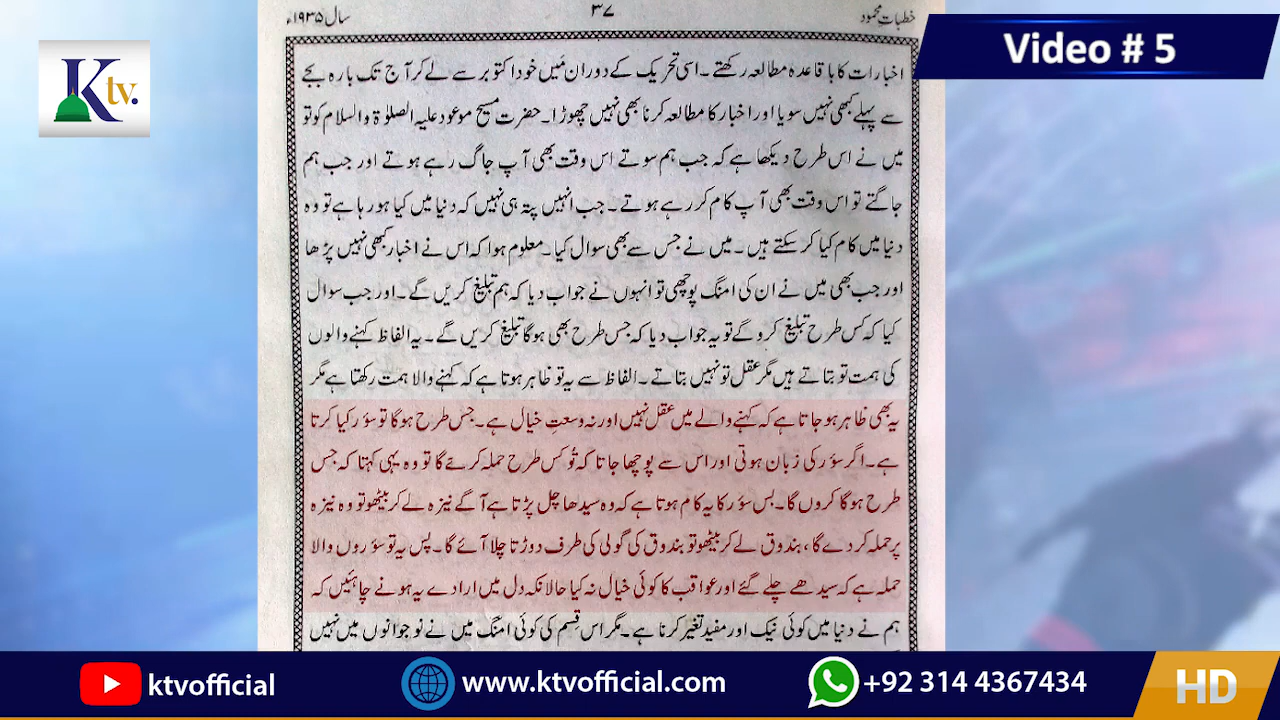 سال ۱۹۳۵ء
۳۷
خطباتِ محمود
Video # 5
K tv.
اخبارات کا باقاعدہ مطالعہ رکھتے۔ اسی تحریک کے دوران میں خود اکتوبر سے لے کر آج تک بارہ بجے
سے پہلے کبھی نہیں سویا اور اخبار کا مطالعہ کرنا بھی نہیں چھوڑا۔ حضرت مسیح موعود علیہ الصلوٰۃ والسلام کو تو
میں نے اس طرح دیکھا ہے کہ جب ہم سوتے اس وقت بھی آپ جاگ رہے ہوتے اور جب ہم
جاگتے تو اس وقت بھی آپ کام کر رہے ہوتے۔ جب انہیں پتہ ہی نہیں کہ دنیا میں کیا ہو رہا ہے تو وہ
دنیا میں کام کیا کر سکتے ہیں۔ میں نے جس سے بھی سوال کیا۔ معلوم ہوا کہ اس نے اخبار کبھی نہیں پڑھا
اور جب بھی میں نے ان کی امنگ پوچھی تو انہوں نے جواب دیا کہ ہم تبلیغ کریں گے۔ اور جب سوال
کیا کہ کس طرح تبلیغ کرو گے تو یہ جواب دیا کہ جس طرح بھی ہوگا تبلیغ کریں گے۔ یہ الفاظ کہنے والوں
کی ہمت تو بتاتے ہیں مگر عقل تو نہیں بتاتے۔ الفاظ سے یہ تو ظاہر ہوتا ہے کہ کہنے والا ہمت رکھتا ہے مگر
یہ بھی ظاہر ہو جاتا ہے کہ کہنے والے میں عقل نہیں اور نہ وسعتِ خیال ہے۔ جس طرح ہوگا تو سؤر کیا کرتا
ہے۔ اگر سؤر کی زبان ہوتی اور اس سے پوچھا جاتا کہ تُو کس طرح حملہ کرے گا تو وہ یہی کہتا کہ جس
طرح ہوگا کروں گا۔ بس سؤر کا یہ کام ہوتا ہے کہ وہ سیدھا چل پڑتا ہے آگے نیزہ لے کر بیٹھو تو وہ نیزہ
پر حملہ کر دے گا، بندوق لے کر بیٹھو تو بندوق کی گولی کی طرف دوڑتا چلا آئے گا۔ پس یہ تو سؤروں والا
حملہ ہے کہ سیدھے چلے گئے اور عواقب کا کوئی خیال نہ کیا حالانکہ دل میں ارادے یہ ہونے چاہئیں کہ
ہم نے دنیا میں کوئی نیک اور مفید تغیر کرنا ہے۔ مگر اس قسم کی کوئی امنگ میں نے نوجوانوں میں نہیں
ktvofficial
www.ktvofficial.com
+92 314 4367434
HD